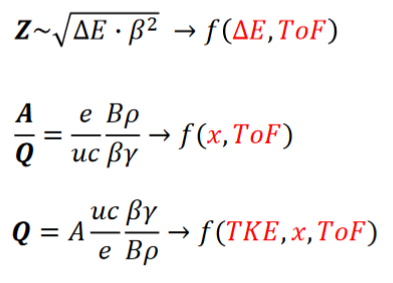 Z~√(ΔE · β²) → f(ΔE, ToF)
A/Q = e/uc Bρ/βγ → f(x, ToF)
Q = A uc/e βγ/Bρ → f(TKE, x, ToF)